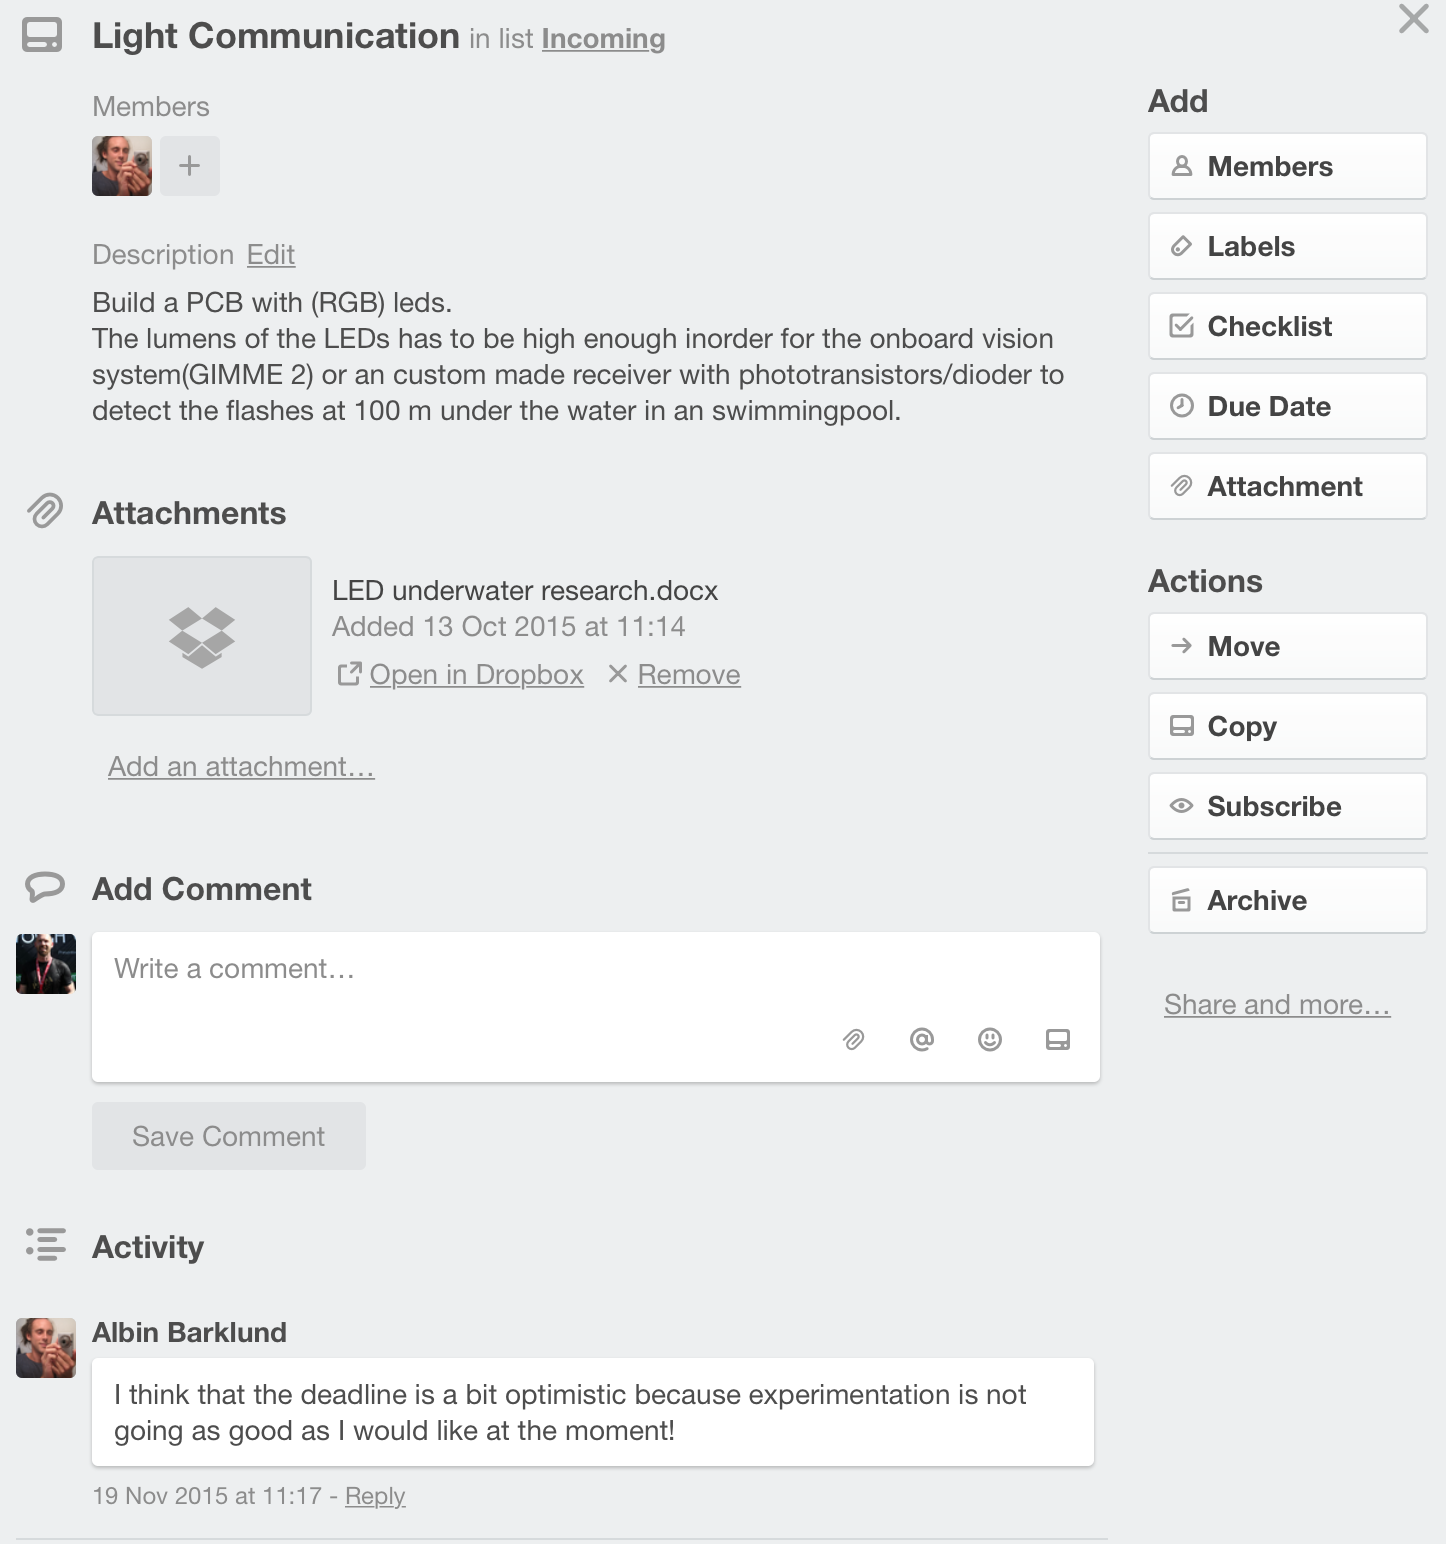 Light Communication in list Incoming
Members
Description Edit
Build a PCB with (RGB) leds.
The lumens of the LEDs has to be high enough inorder for the onboard vision
system(GIMME 2) or an custom made receiver with phototransistors/dioder to
detect the flashes at 100 m under the water in an swimmingpool.
Attachments
LED underwater research.docx
Added 13 Oct 2015 at 11:14
Open in Dropbox Remove
Add an attachment…
Add Comment
Write a comment…
Save Comment
Activity
Albin Barklund
I think that the deadline is a bit optimistic because experimentation is not
going as good as I would like at the moment!
19 Nov 2015 at 11:17 - Reply
Add
Members
Labels
Checklist
Due Date
Attachment
Actions
Move
Copy
Subscribe
Archive
Share and more…